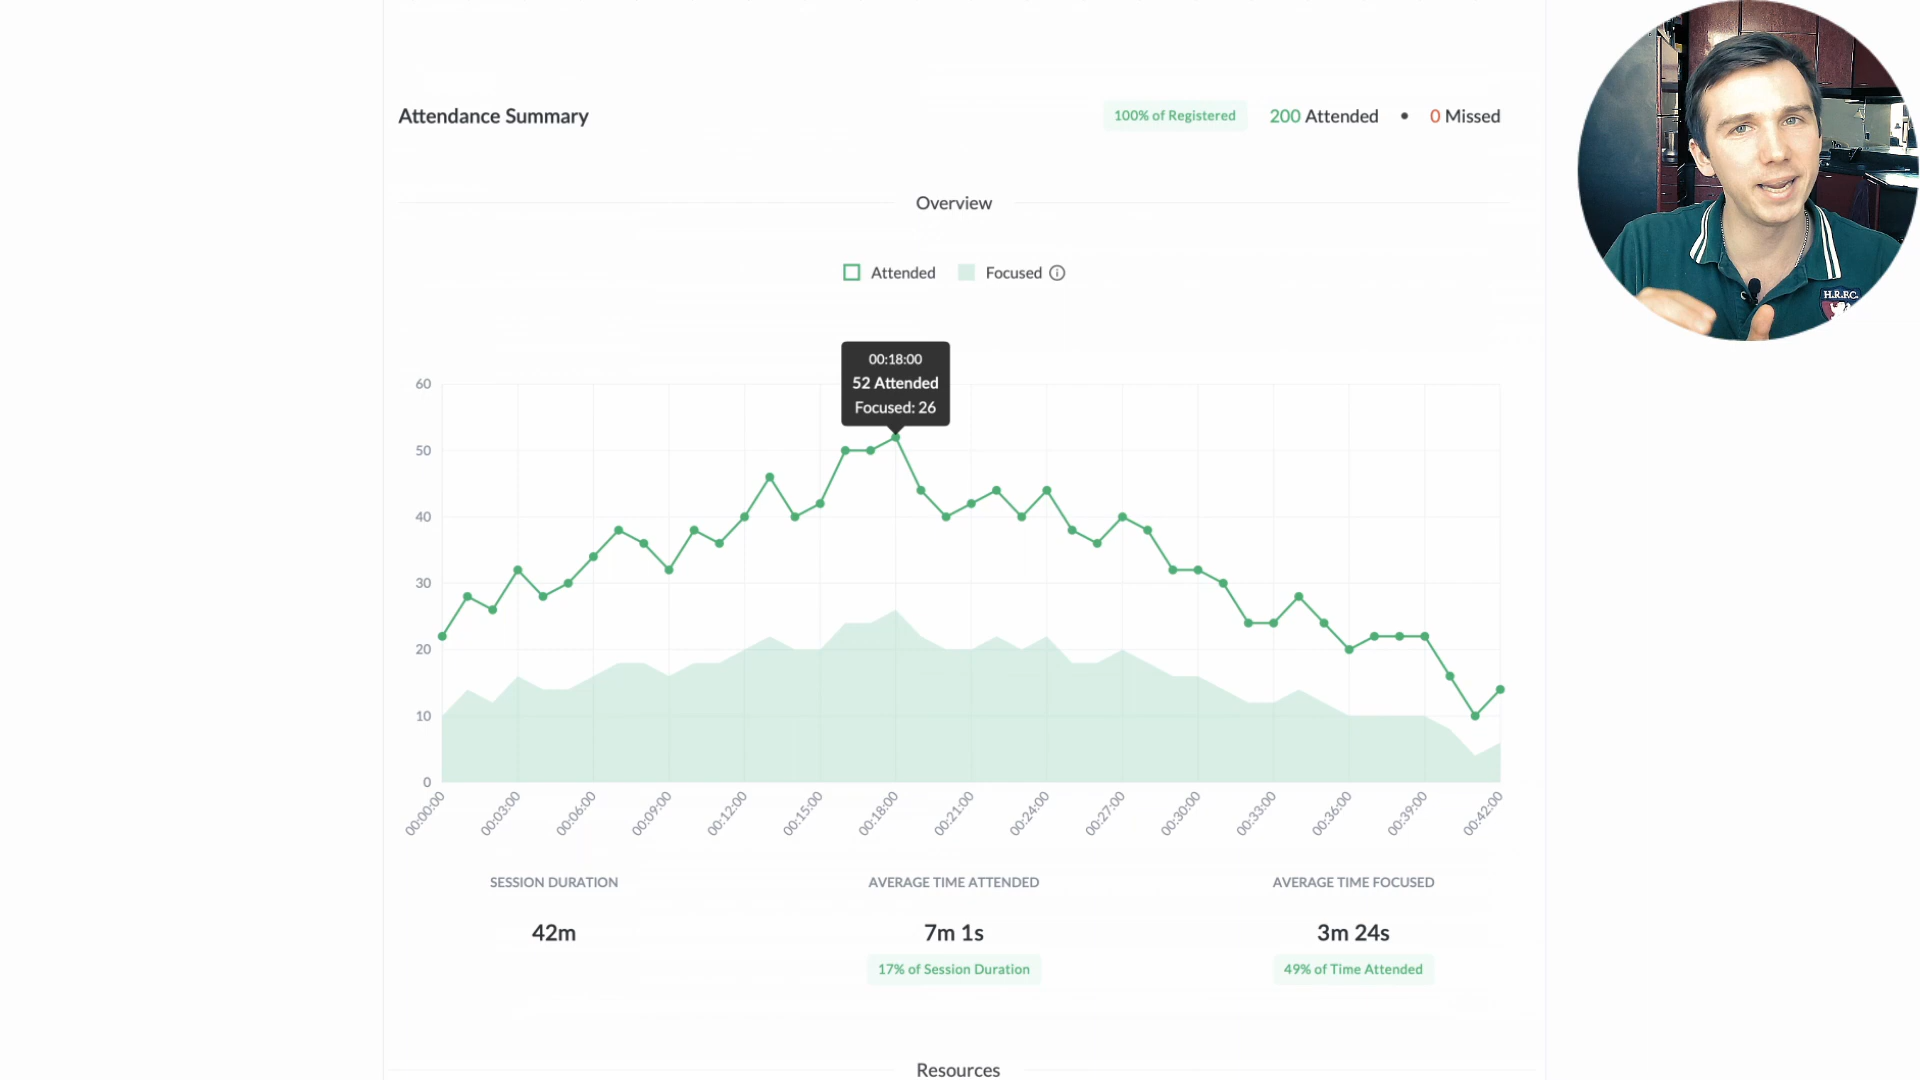 Attendance Summary
100% of Registered
200 Attended • 0 Missed
Overview
Attended Focused
00:18:00
52 Attended
Focused: 26
60
50
40
30
20
10
0
00:00:00 00:03:00 00:06:00 00:09:00 00:12:00 00:15:00 00:18:00 00:21:00 00:24:00 00:27:00 00:30:00 00:33:00 00:36:00 00:39:00 00:42:00
SESSION DURATION
42m
AVERAGE TIME ATTENDED
7m 1s
17% of Session Duration
AVERAGE TIME FOCUSED
3m 24s
49% of Time Attended
Resources
H.R.F.C.